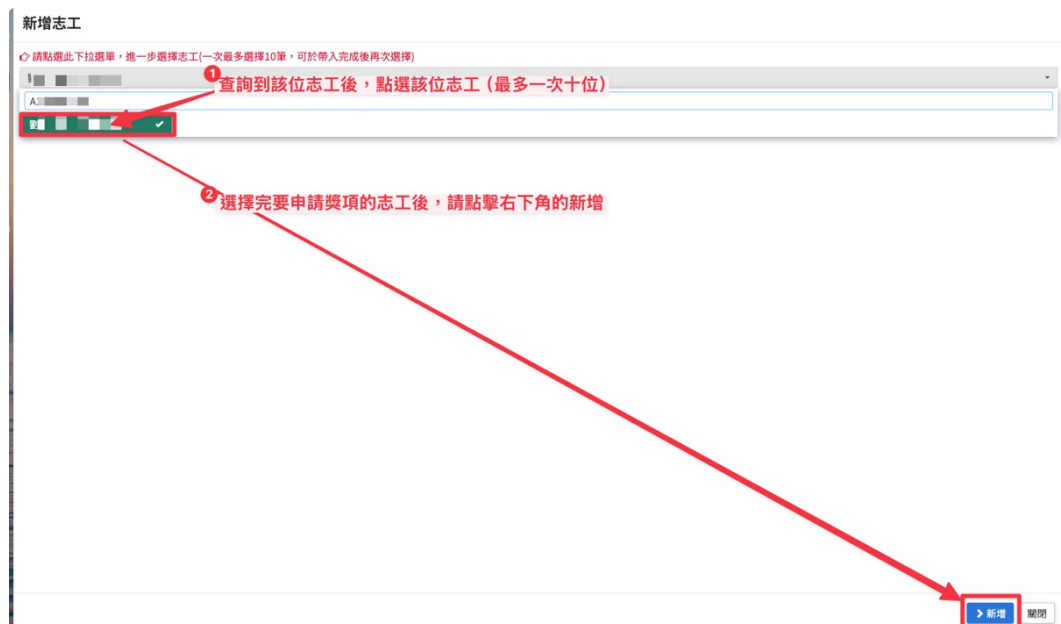 新增志工
請點選此下拉選單，進一步選擇志工(一次最多選擇10筆，可於帶入完成後再次選擇)
1 查詢到該位志工後，點選該位志工 (最多一次十位)
2 選擇完要申請獎項的志工後，請點擊右下角的新增
新增 關閉